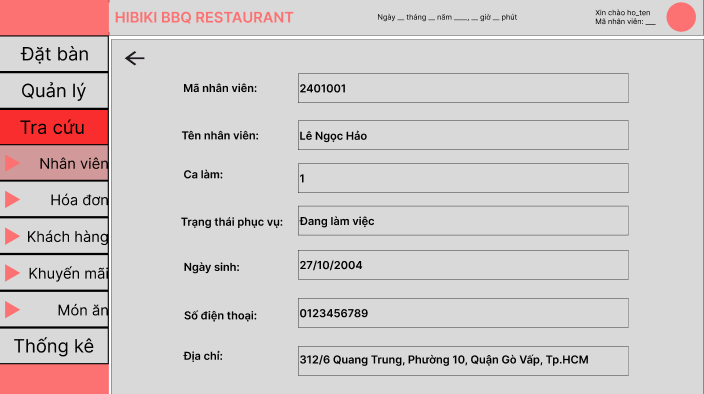 HIBIKI BBQ RESTAURANT
Ngày __ tháng __ năm ____, __ giờ __ phút
Xin chào ho_ten
Mã nhân viên: ___
Đặt bàn
Quản lý
Tra cứu
Nhân viên
Hóa đơn
Khách hàng
Khuyến mãi
Món ăn
Thống kê
Mã nhân viên: 2401001
Tên nhân viên: Lê Ngọc Hảo
Ca làm: 1
Trạng thái phục vụ: Đang làm việc
Ngày sinh: 27/10/2004
Số điện thoại: 0123456789
Địa chỉ: 312/6 Quang Trung, Phường 10, Quận Gò Vấp, Tp.HCM